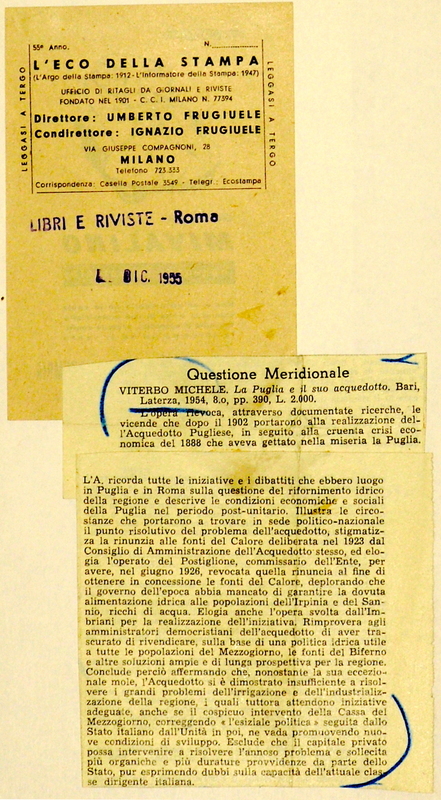 55º Anno.
N.
L'ECO DELLA STAMPA
(L'Argo della Stampa: 1912 - L'Informatore della Stampa: 1947)
UFFICIO DI RITAGLI DA GIORNALI E RIVISTE
FONDATO NEL 1901 - C. C. I. MILANO N. 77394
Direttore: UMBERTO FRUGIUELE
Condirettore: IGNAZIO FRUGIUELE
VIA GIUSEPPE COMPAGNONI, 28
MILANO
Telefono 723.333
Corrispondenza: Casella Postale 3549 - Telegr.: Ecostampa
LEGGASI A TERGO
LEGGASI A TERGO
LIBRI E RIVISTE - Roma
DIC. 1955
Questione Meridionale
VITERBO MICHELE. La Puglia e il suo acquedotto. Bari,
Laterza, 1954, 8.o, pp. 390, L. 2.000.
L'opera rievoca, attraverso documentate ricerche, le
vicende che dopo il 1902 portarono alla realizzazione del-
l'Acquedotto Pugliese, in seguito alla cruenta crisi eco-
nomica del 1888 che aveva gettato nella miseria la Puglia.
L'A. ricorda tutte le iniziative e i dibattiti che ebbero luogo
in Puglia e in Roma sulla questione del rifornimento idrico
della regione e descrive le condizioni economiche e sociali
della Puglia nel periodo post-unitario. Illustra le circo-
stanze che portarono a trovare in sede politico-nazionale
il punto risolutivo del problema dell'acquedotto, stigmatiz-
za la rinunzia alle fonti del Calore deliberata nel 1923 dal
Consiglio di Amministrazione dell'Acquedotto stesso, ed elo-
gia l'operato del Postiglione, commissario dell'Ente, per
avere, nel giugno 1926, revocata quella rinuncia al fine di
ottenere in concessione le fonti del Calore, deplorando che
il governo dell'epoca abbia mancato di garantire la dovuta
alimentazione idrica alle popolazioni dell'Irpinia e del San-
nio, ricchi di acqua. Elogia anche l'opera svolta dall'Im-
briani per la realizzazione dell'iniziativa. Rimprovera agli
amministratori democristiani dell'acquedotto di aver tra-
scurato di rivendicare, sulla base di una politica idrica utile
a tutte le popolazioni del Mezzogiorno, le fonti del Biferno
e altre soluzioni ampie e di lunga prospettiva per la regione.
Conclude perciò affermando che, nonostante la sua eccezio-
nale mole, l'Acquedotto si è dimostrato insufficiente a risol-
vere i grandi problemi dell'irrigazione e dell'industrializ-
zazione della regione, i quali tuttora attendono iniziative
adeguate, anche se il cospicuo intervento della Cassa del
Mezzogiorno, correggendo « l'esiziale politica » seguita dallo
Stato italiano dall'Unità in poi, ne vada promuovendo nuo-
ve condizioni di sviluppo. Esclude che il capitale privato
possa intervenire a risolvere l'annoso problema e sollecita
più organiche e più durature provvidenze da parte dello
Stato, pur esprimendo dubbi sulla capacità dell'attuale clas-
se dirigente italiana.